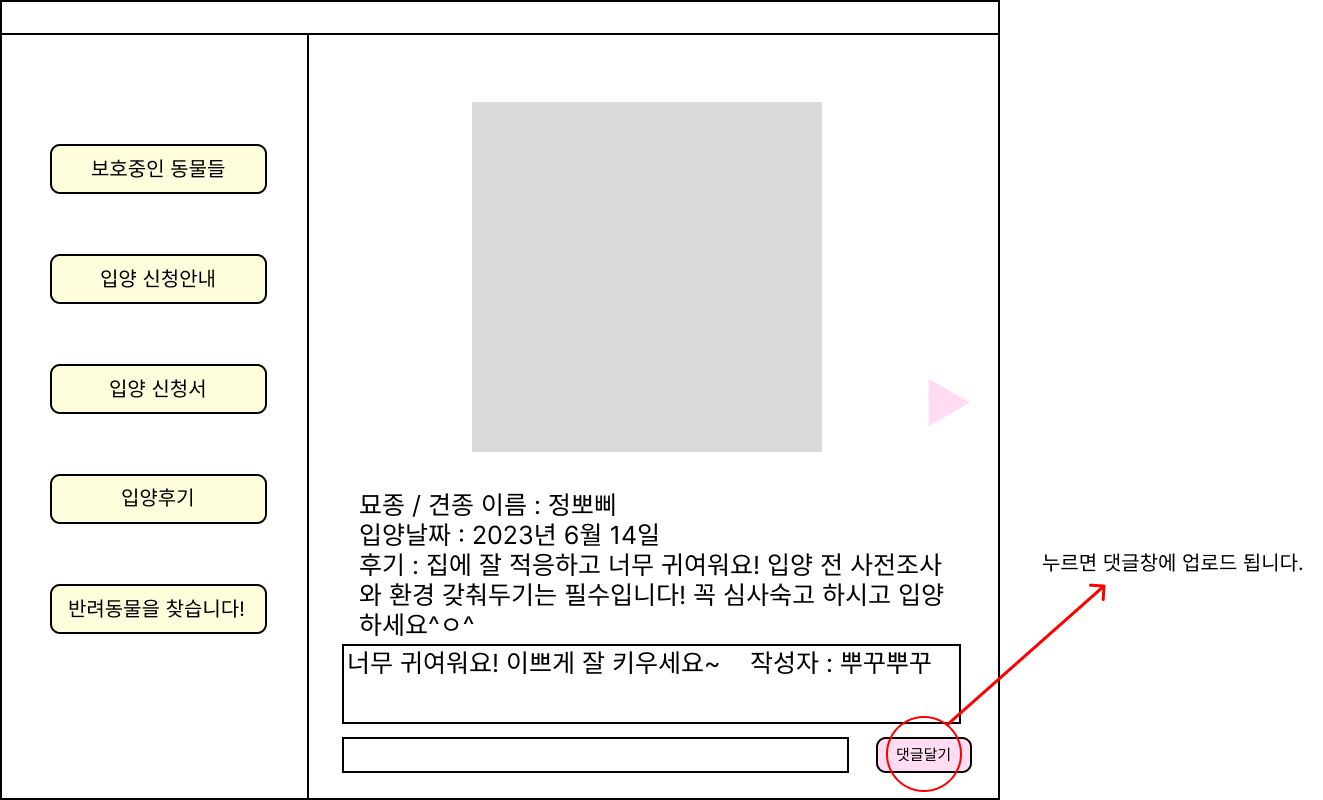 보호중인 동물들
입양 신청안내
입양 신청서
입양후기
반려동물을 찾습니다!
묘종 / 견종 이름 : 정뽀삐
입양날짜 : 2023년 6월 14일
후기 : 집에 잘 적응하고 너무 귀여워요! 입양 전 사전조사
와 환경 갖춰두기는 필수입니다! 꼭 심사숙고 하시고 입양
하세요^ㅇ^
너무 귀여워요! 이쁘게 잘 키우세요~ 작성자 : 뿌꾸뿌꾸
댓글달기
누르면 댓글창에 업로드 됩니다.